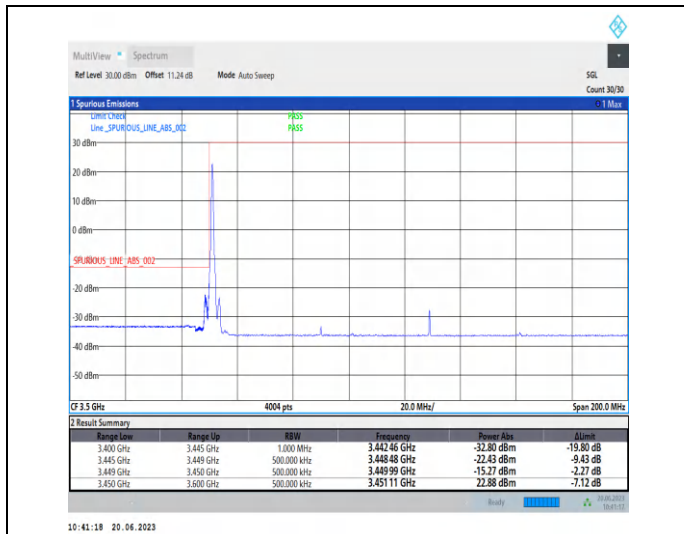 MultiView Spectrum
Ref Level 30.00 dBm Offset 11.24 dB Mode Auto Sweep SGL
Count 30/30
1 Spurious Emissions 1 Max
Limit Check PASS
Line _SPURIOUS_LINE_ABS_002 PASS
30 dBm
20 dBm
10 dBm
0 dBm
_SPURIOUS_LINE_ABS_002
-20 dBm
-30 dBm
-40 dBm
-50 dBm
CF 3.5 GHz 4004 pts 20.0 MHz/ Span 200.0 MHz
2 Result Summary
Range Low Range Up RBW Frequency Power Abs ΔLimit
3.400 GHz 3.445 GHz 1.000 MHz 3.442 46 GHz -32.80 dBm -19.80 dB
3.445 GHz 3.449 GHz 500.000 kHz 3.448 48 GHz -22.43 dBm -9.43 dB
3.449 GHz 3.450 GHz 500.000 kHz 3.449 99 GHz -15.27 dBm -2.27 dB
3.450 GHz 3.600 GHz 500.000 kHz 3.451 11 GHz 22.88 dBm -7.12 dB
Ready 20.06.2023
10:41:18 20.06.2023